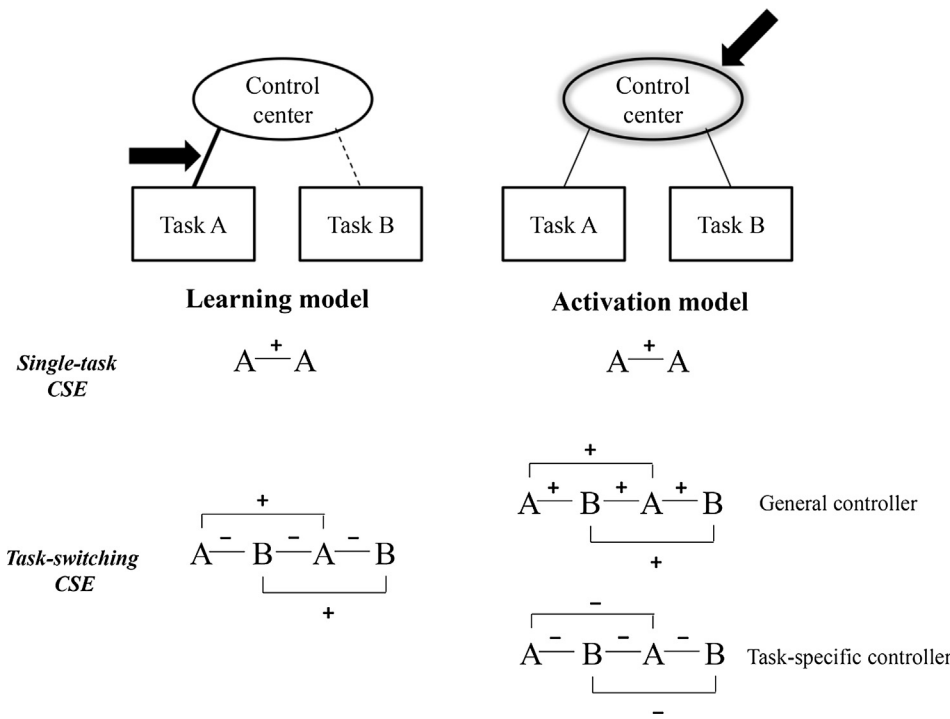 Control
center
Control
center
Task A
Task B
Task A
Task B
Learning model
Activation model
Single-task
CSE
A + A
A + A
+
A + B + A + B
General controller
+
+
A − B − A − B
+
Task-switching
CSE
−
A − B − A − B
Task-specific controller
−